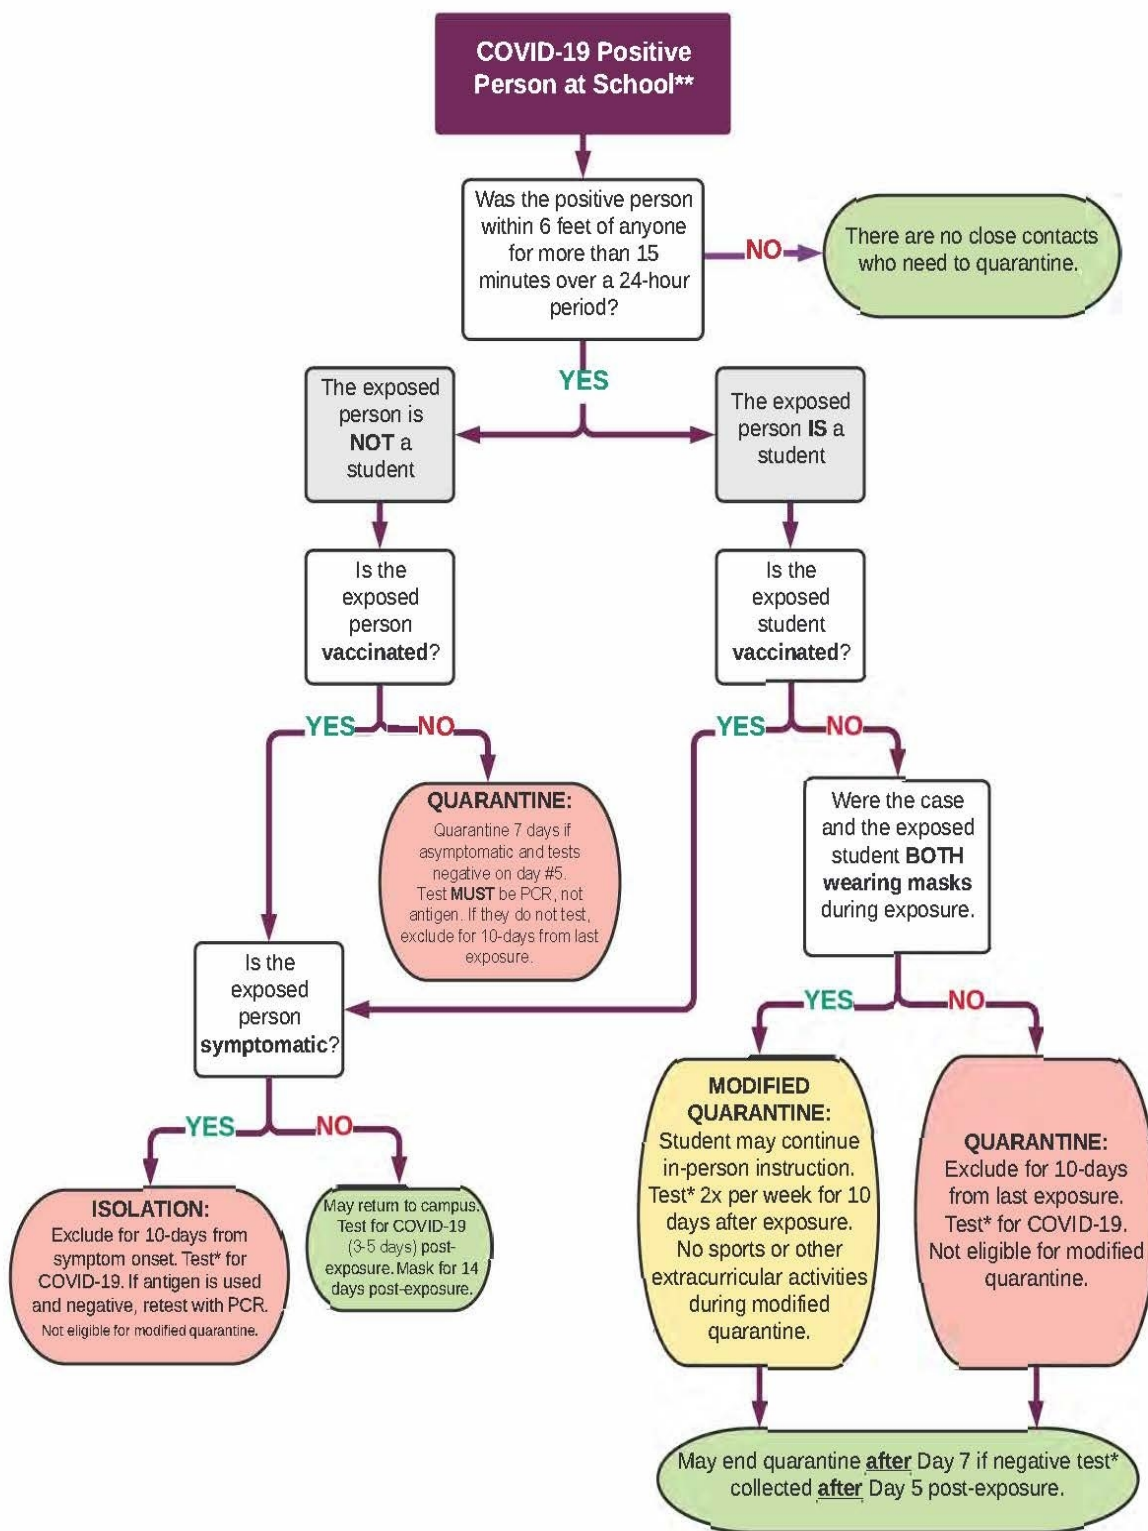 COVID-19 Positive
Person at School**
Was the positive person
within 6 feet of anyone
for more than 15
minutes over a 24-hour
period?
NO
There are no close contacts
who need to quarantine.
YES
The exposed
person is
NOT a
student
The exposed
person IS a
student
Is the
exposed
person
vaccinated?
Is the
exposed
student
vaccinated?
YES
NO
YES
NO
QUARANTINE:
Quarantine 7 days if
asymptomatic and tests
negative on day #5.
Test MUST be PCR, not
antigen. If they do not test,
exclude for 10-days from last
exposure.
Were the case
and the exposed
student BOTH
wearing masks
during exposure.
Is the
exposed
person
symptomatic?
YES
NO
YES
NO
ISOLATION:
Exclude for 10-days from
symptom onset. Test* for
COVID-19. If antigen is used
and negative, retest with PCR.
Not eligible for modified quarantine.
May return to campus.
Test for COVID-19
(3-5 days) post-
exposure. Mask for 14
days post-exposure.
MODIFIED
QUARANTINE:
Student may continue
in-person instruction.
Test* 2x per week for 10
days after exposure.
No sports or other
extracurricular activities
during modified
quarantine.
QUARANTINE:
Exclude for 10-days
from last exposure.
Test* for COVID-19.
Not eligible for modified
quarantine.
May end quarantine after Day 7 if negative test*
collected after Day 5 post-exposure.